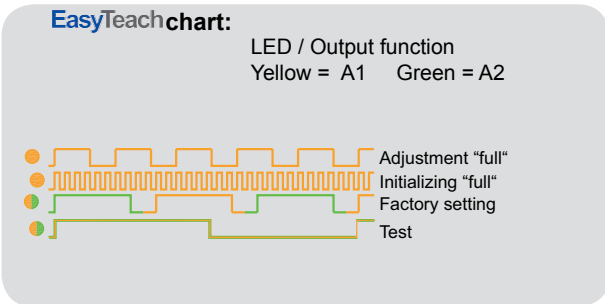 EasyTeach chart:
LED / Output function
Yellow = A1 Green = A2
Adjustment “full“
Initializing “full“
Factory setting
Test